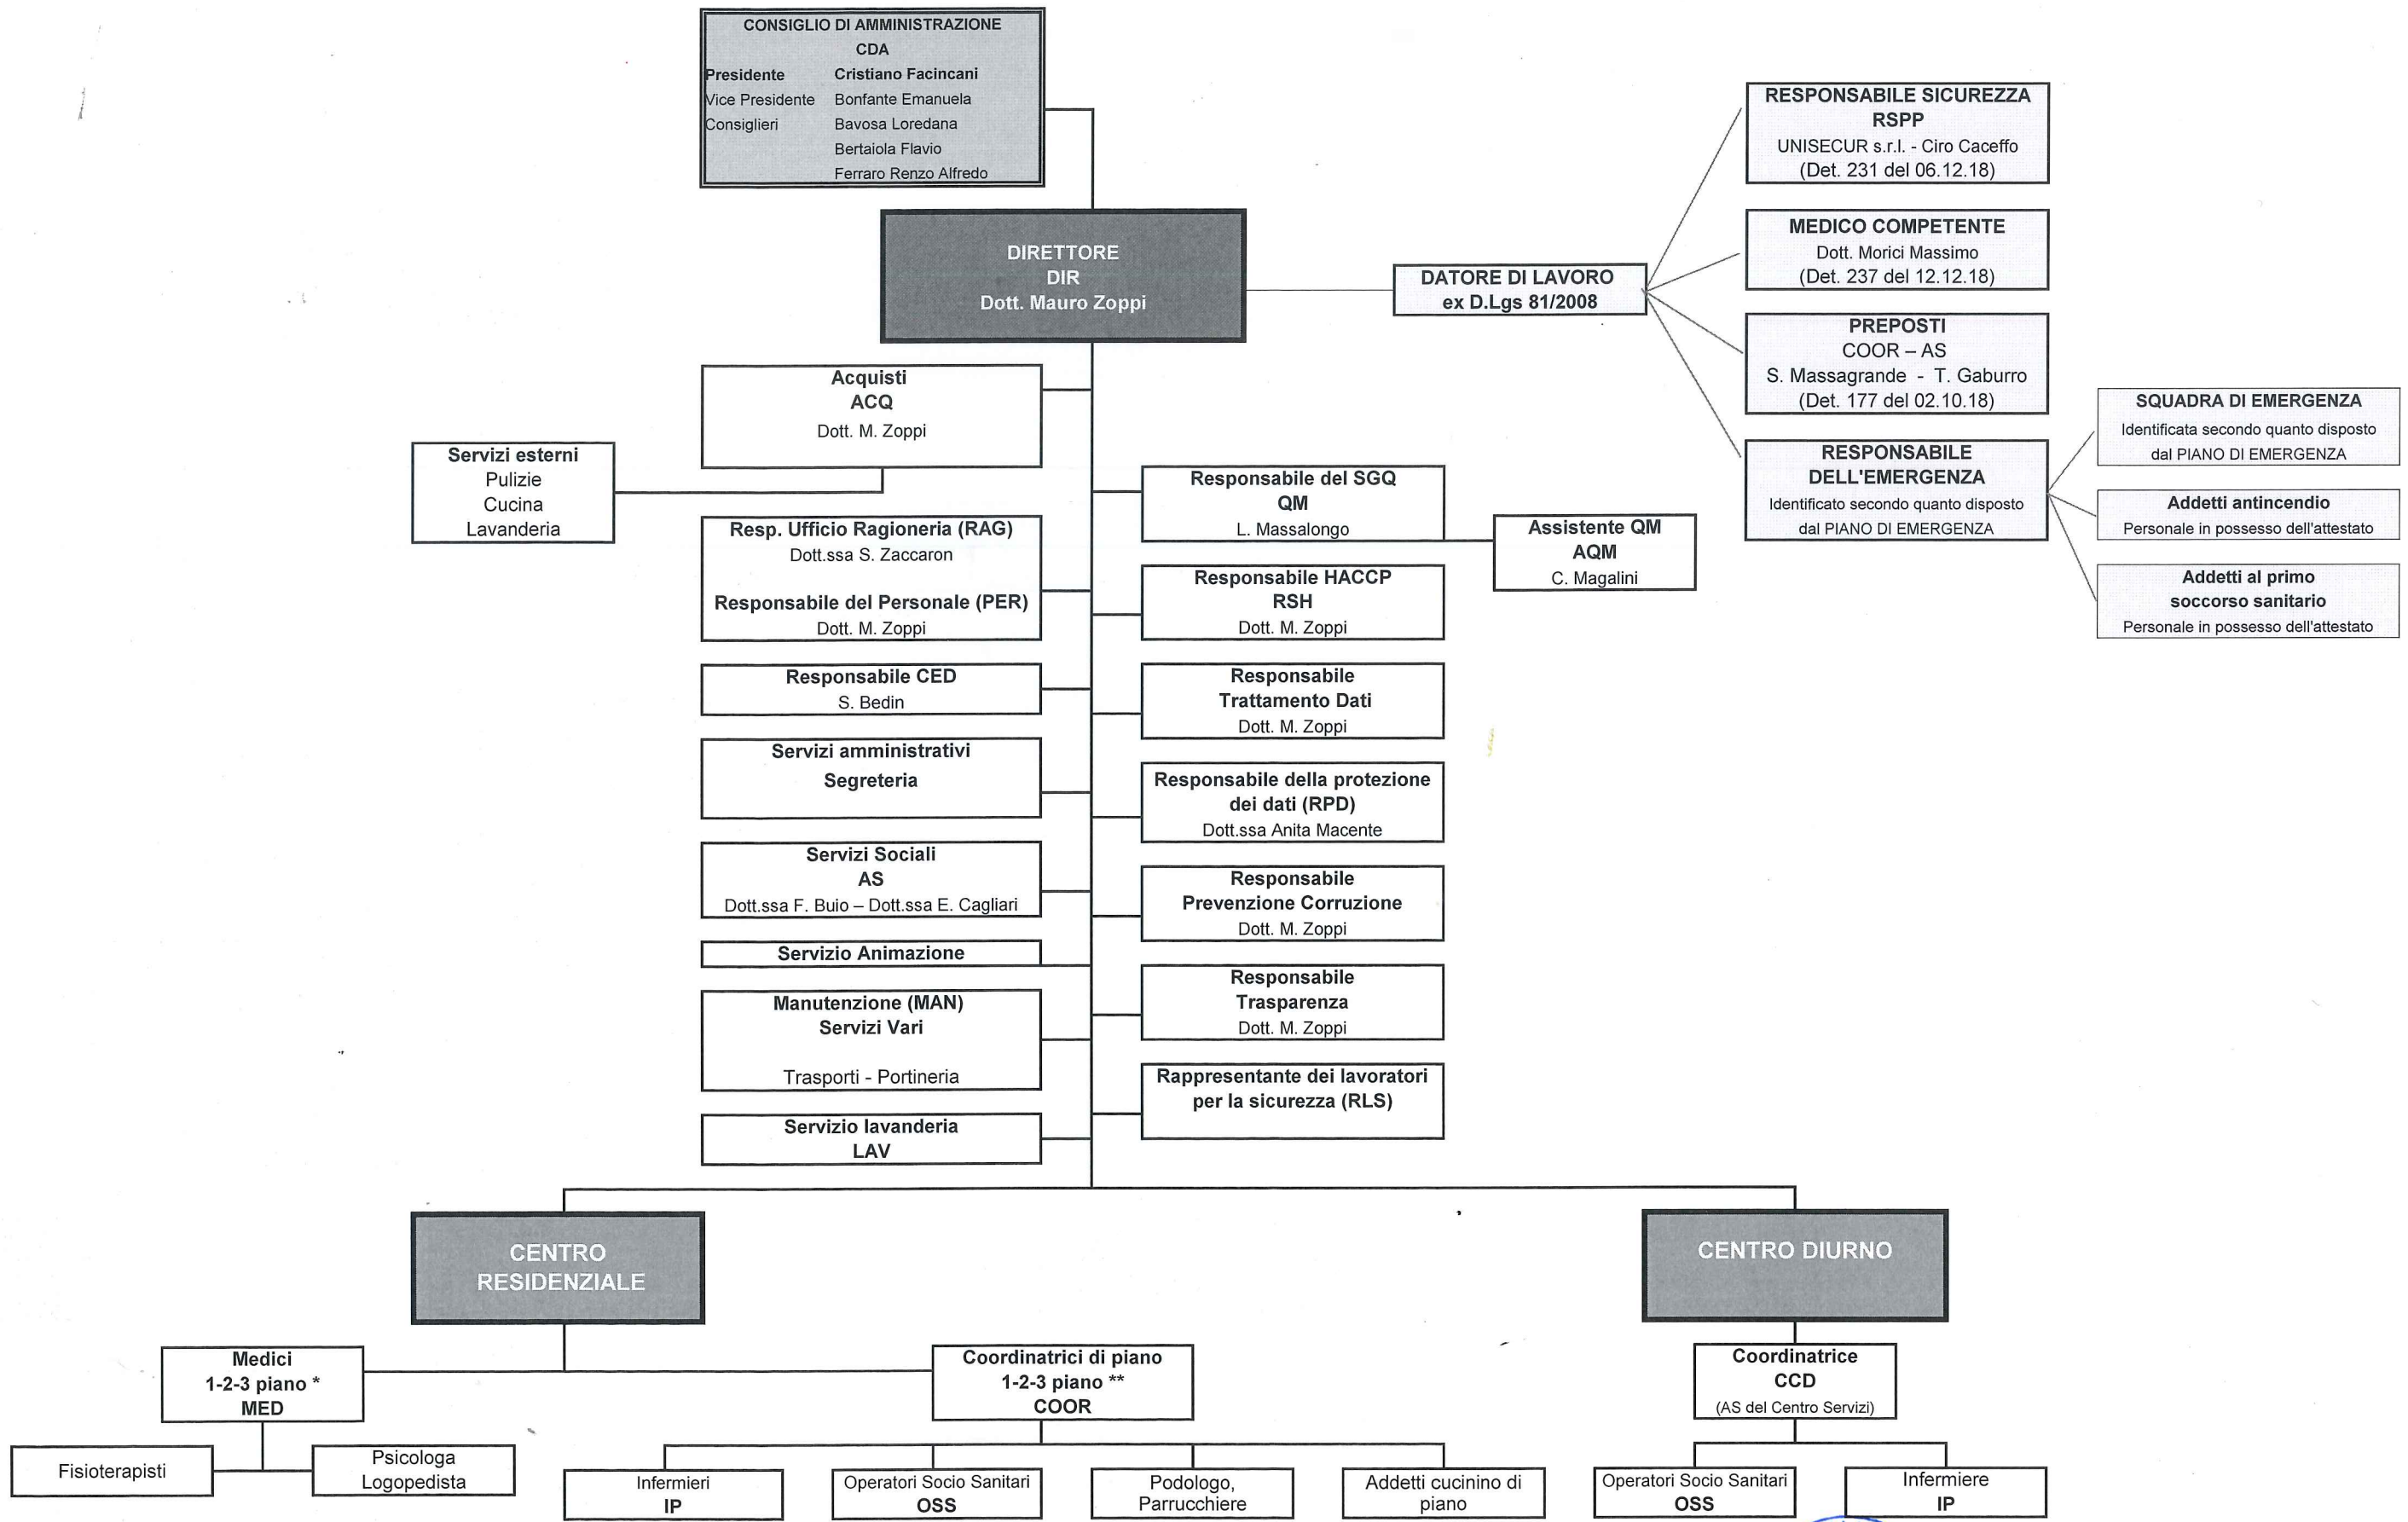 CONSIGLIO DI AMMINISTRAZIONE
CDA
Presidente Cristiano Facincani
Vice Presidente Bonfante Emanuela
Consiglieri Bavosa Loredana
Bertaiola Flavio
Ferraro Renzo Alfredo
DIRETTORE
DIR
Dott. Mauro Zoppi
DATORE DI LAVORO
ex D.Lgs 81/2008
RESPONSABILE SICUREZZA
RSPP
UNISECUR s.r.l. - Ciro Caceffo
(Det. 231 del 06.12.18)
MEDICO COMPETENTE
Dott. Morici Massimo
(Det. 237 del 12.12.18)
PREPOSTI
COOR – AS
S. Massagrande - T. Gaburro
(Det. 177 del 02.10.18)
RESPONSABILE
DELL'EMERGENZA
Identificato secondo quanto disposto
dal PIANO DI EMERGENZA
SQUADRA DI EMERGENZA
Identificata secondo quanto disposto
dal PIANO DI EMERGENZA
Addetti antincendio
Personale in possesso dell'attestato
Addetti al primo
soccorso sanitario
Personale in possesso dell'attestato
Acquisti
ACQ
Dott. M. Zoppi
Servizi esterni
Pulizie
Cucina
Lavanderia
Resp. Ufficio Ragioneria (RAG)
Dott.ssa S. Zaccaron
Responsabile del Personale (PER)
Dott. M. Zoppi
Responsabile CED
S. Bedin
Servizi amministrativi
Segreteria
Servizi Sociali
AS
Dott.ssa F. Buio – Dott.ssa E. Cagliari
Servizio Animazione
Manutenzione (MAN)
Servizi Vari
Trasporti - Portineria
Servizio lavanderia
LAV
Responsabile del SGQ
QM
L. Massalongo
Assistente QM
AQM
C. Magalini
Responsabile HACCP
RSH
Dott. M. Zoppi
Responsabile
Trattamento Dati
Dott. M. Zoppi
Responsabile della protezione
dei dati (RPD)
Dott.ssa Anita Macente
Responsabile
Prevenzione Corruzione
Dott. M. Zoppi
Responsabile
Trasparenza
Dott. M. Zoppi
Rappresentante dei lavoratori
per la sicurezza (RLS)
CENTRO
RESIDENZIALE
CENTRO DIURNO
Medici
1-2-3 piano *
MED
Fisioterapisti
Psicologa
Logopedista
Coordinatrici di piano
1-2-3 piano **
COOR
Infermieri
IP
Operatori Socio Sanitari
OSS
Podologo,
Parrucchiere
Addetti cucinino di
piano
Coordinatrice
CCD
(AS del Centro Servizi)
Operatori Socio Sanitari
OSS
Infermiere
IP